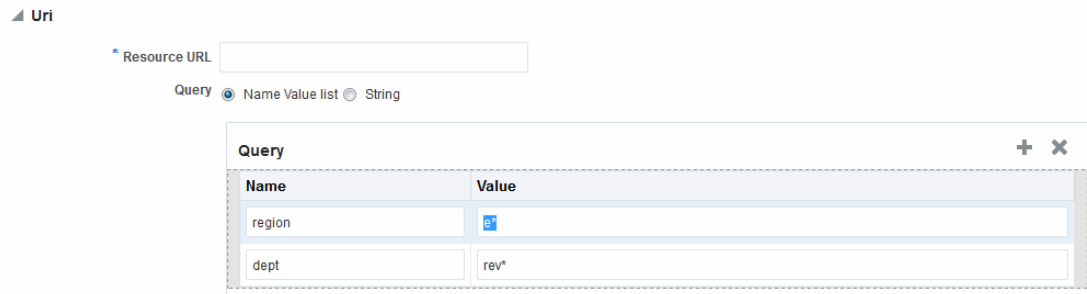 Uri
* Resource URL
Query Name Value list String
Query
Name Value
region e*
dept rev*